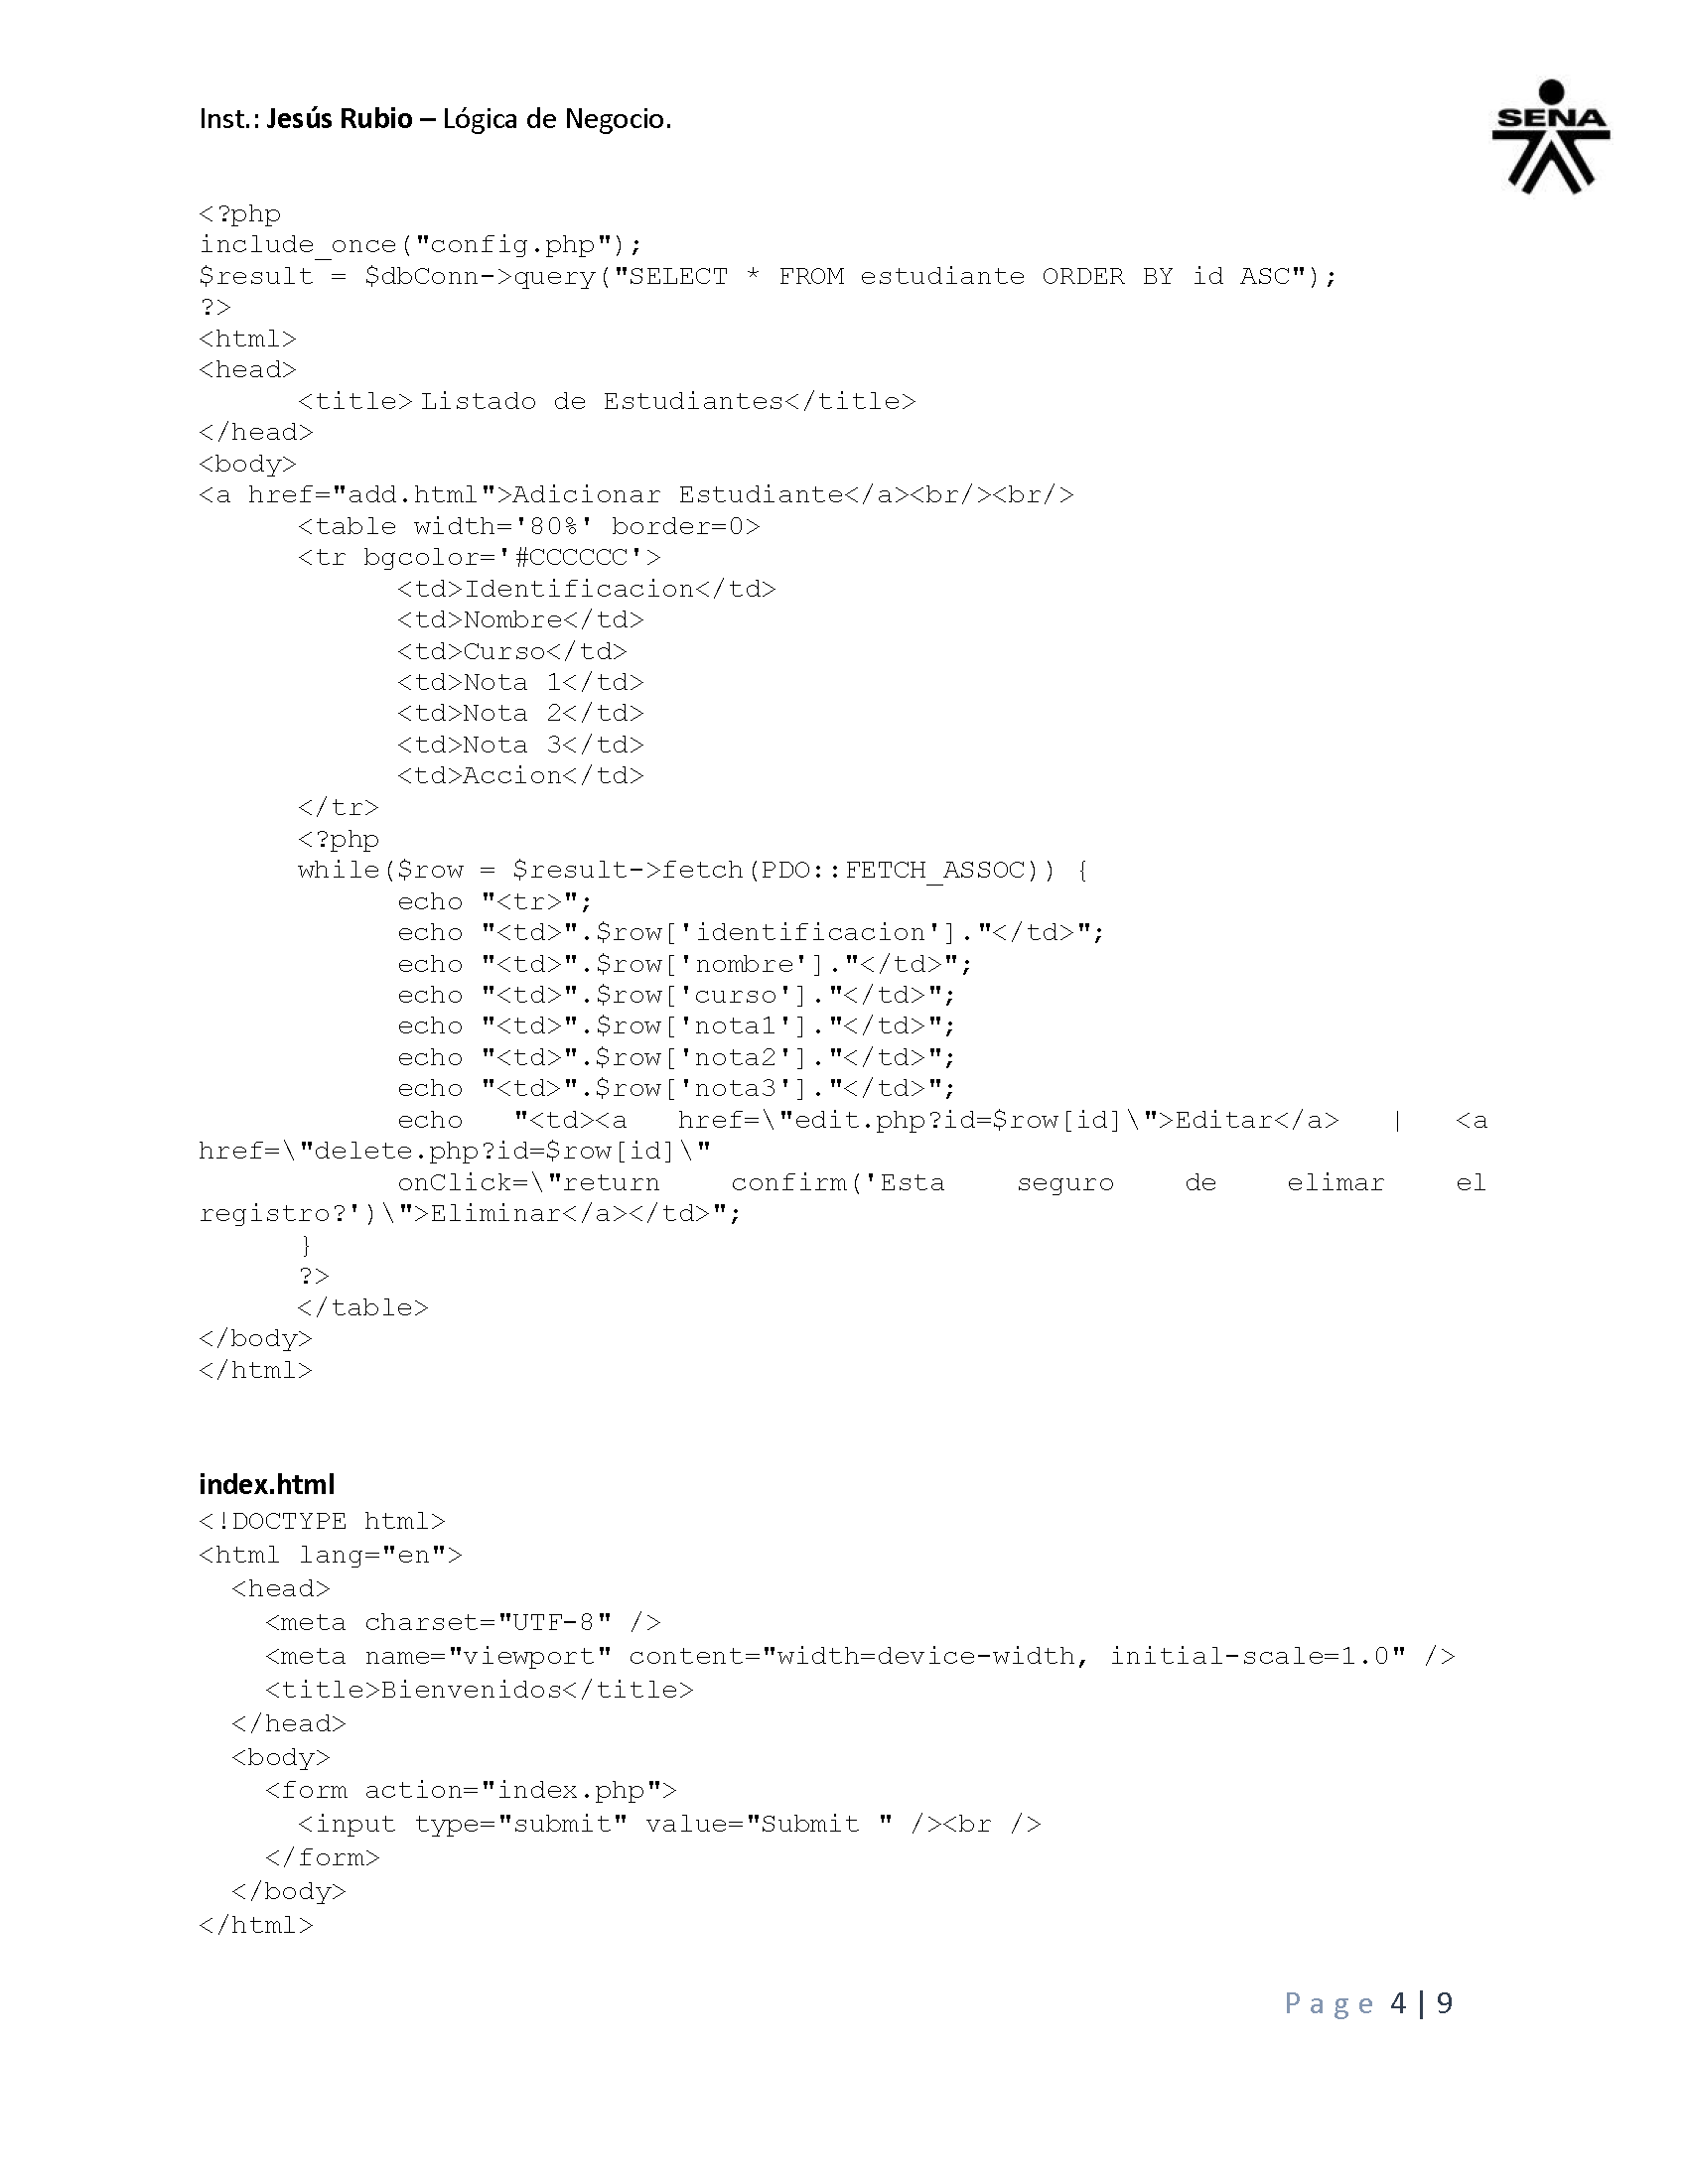 Inst.: Jesús Rubio – Lógica de Negocio.
SENA
<?php
include_once("config.php");
$result = $dbConn->query("SELECT * FROM estudiante ORDER BY id ASC");
?>
<html>
<head>
<title>Listado de Estudiantes</title>
</head>
<body>
<a href="add.html">Adicionar Estudiante</a><br/><br/>
<table width='80%' border=0>
<tr bgcolor='#CCCCCC'>
<td>Identificacion</td>
<td>Nombre</td>
<td>Curso</td>
<td>Nota 1</td>
<td>Nota 2</td>
<td>Nota 3</td>
<td>Accion</td>
</tr>
<?php
while($row = $result->fetch(PDO::FETCH_ASSOC)) {
echo "<tr>";
echo "<td>".$row['identificacion']."</td>";
echo "<td>".$row['nombre']."</td>";
echo "<td>".$row['curso']."</td>";
echo "<td>".$row['nota1']."</td>";
echo "<td>".$row['nota2']."</td>";
echo "<td>".$row['nota3']."</td>";
echo "<td><a href=\"edit.php?id=$row[id]\">Editar</a> | <a
href=\"delete.php?id=$row[id]\"
onClick=\"return confirm('Esta seguro de elimar el
registro?')\">Eliminar</a></td>";
}
?>
</table>
</body>
</html>
index.html
<!DOCTYPE html>
<html lang="en">
<head>
<meta charset="UTF-8" />
<meta name="viewport" content="width=device-width, initial-scale=1.0" />
<title>Bienvenidos</title>
</head>
<body>
<form action="index.php">
<input type="submit" value="Submit " /><br />
</form>
</body>
</html>
Page 4 | 9